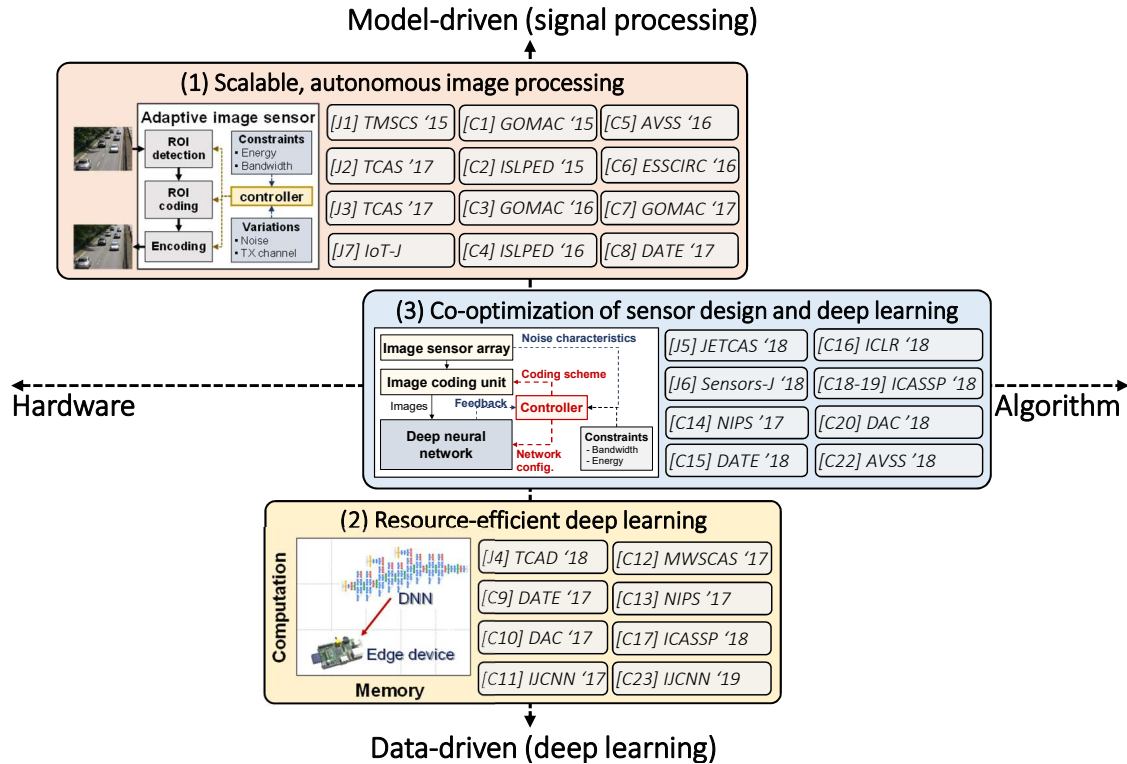 Model-driven (signal processing)
(1) Scalable, autonomous image processing
Adaptive image sensor
ROI
detection
ROI
coding
Encoding
Constraints
▪ Energy
▪ Bandwidth
controller
Variations
▪ Noise
▪ TX channel
[J1] TMSCS '15
[C1] GOMAC '15
[C5] AVSS '16
[J2] TCAS '17
[C2] ISLPED '15
[C6] ESSCIRC '16
[J3] TCAS '17
[C3] GOMAC '16
[C7] GOMAC '17
[J7] IoT-J
[C4] ISLPED '16
[C8] DATE '17
(3) Co-optimization of sensor design and deep learning
Image sensor array
Noise characteristics
Image coding unit
Coding scheme
Images
Feedback
Controller
Deep neural
network
Network
config.
Constraints
- Bandwidth
- Energy
[J5] JETCAS '18
[C16] ICLR '18
[J6] Sensors-J '18
[C18-19] ICASSP '18
[C14] NIPS '17
[C20] DAC '18
[C15] DATE '18
[C22] AVSS '18
Hardware
Algorithm
(2) Resource-efficient deep learning
Computation
DNN
Edge device
Memory
[J4] TCAD '18
[C12] MWSCAS '17
[C9] DATE '17
[C13] NIPS '17
[C10] DAC '17
[C17] ICASSP '18
[C11] IJCNN '17
[C23] IJCNN '19
Data-driven (deep learning)